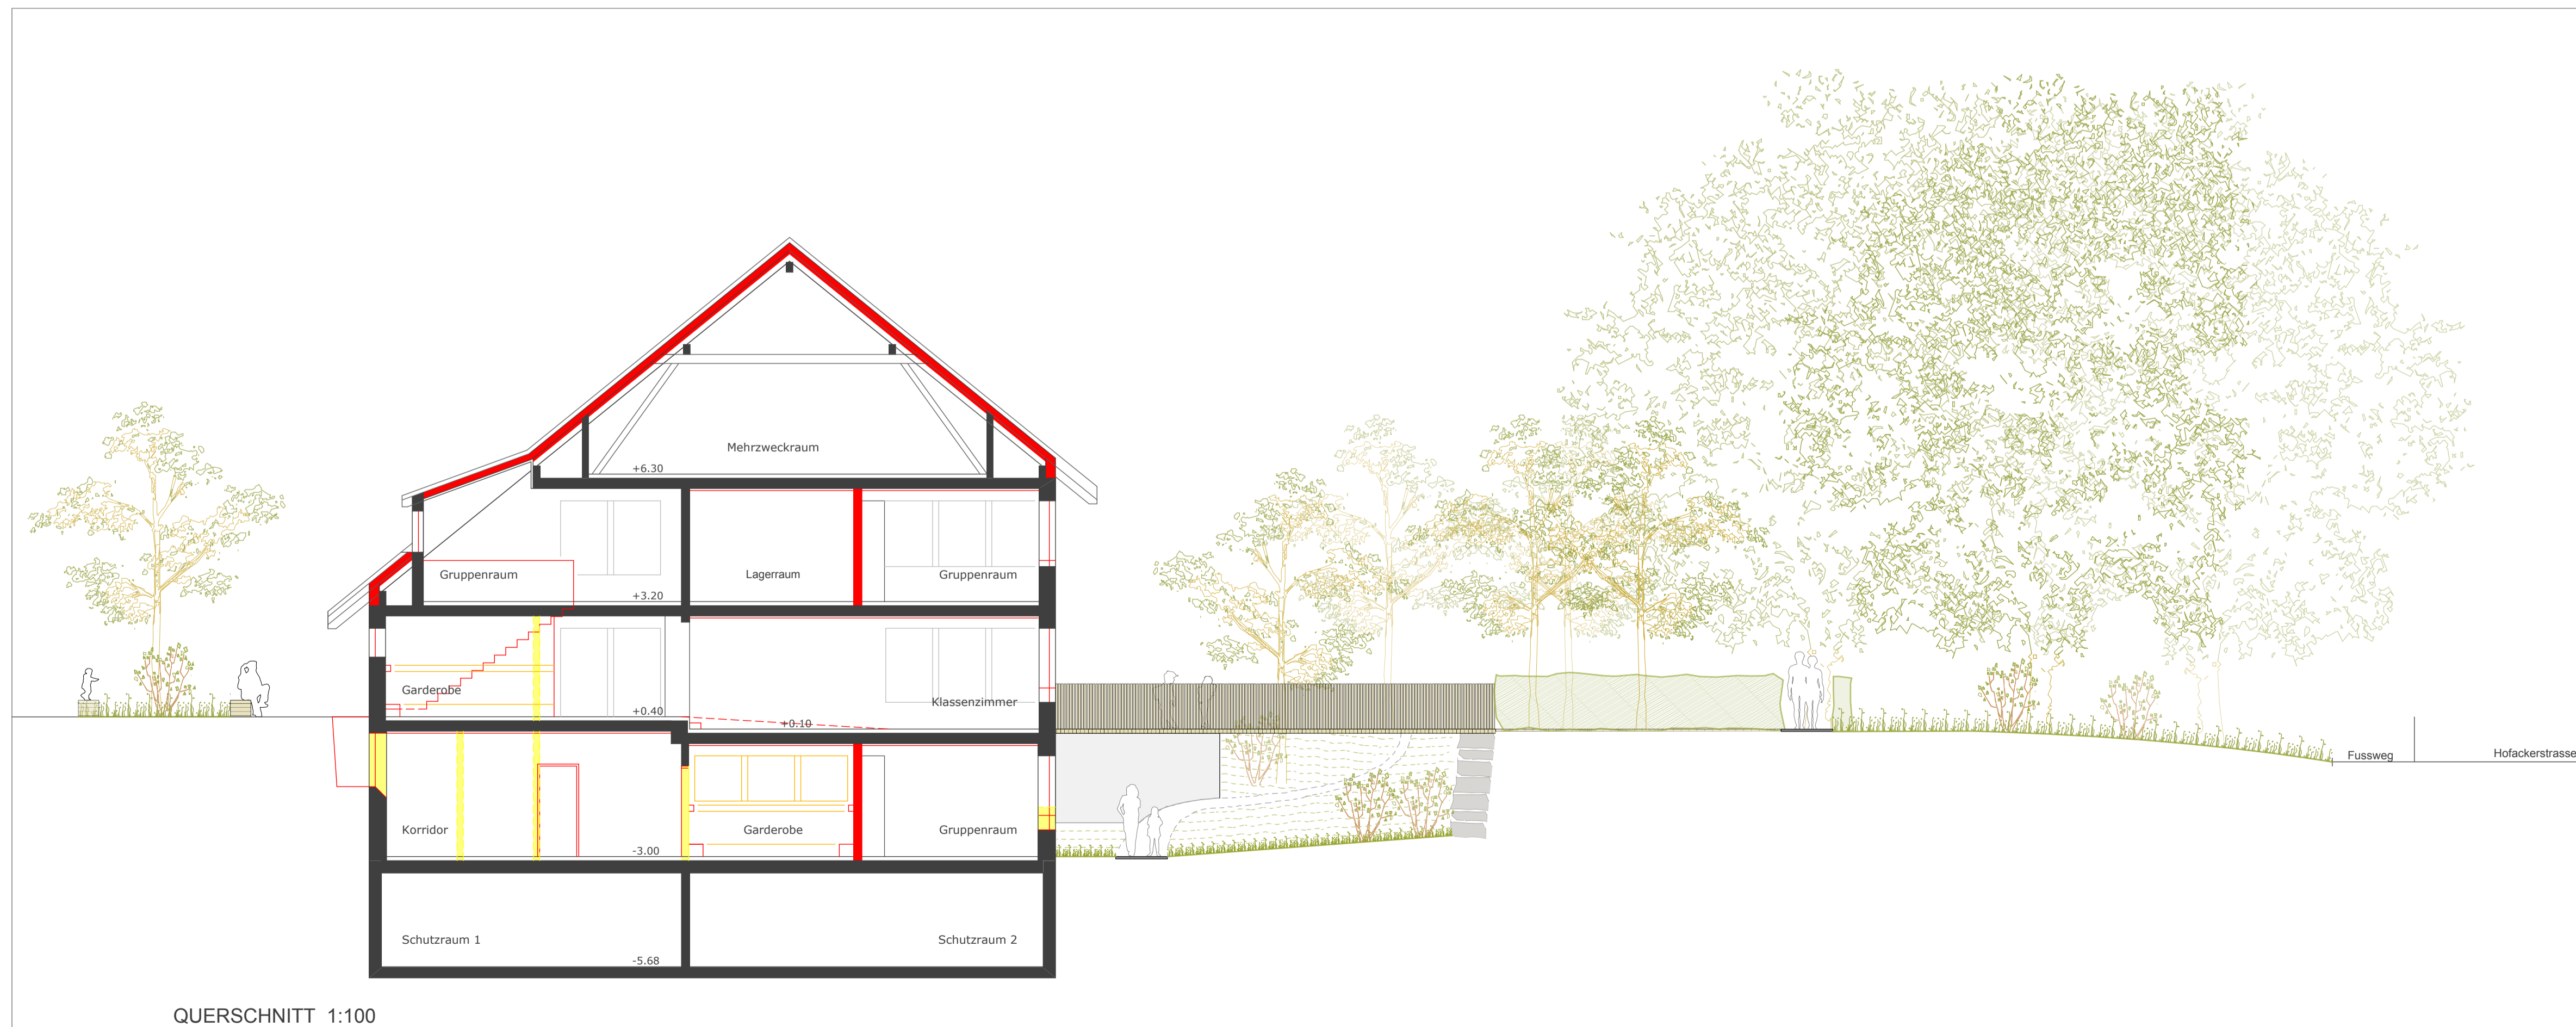 Mehrzweckraum
+6.30
Gruppenraum
Lagerraum
Gruppenraum
+3.20
Garderobe
Klassenzimmer
+0.40
+0.10
Fussweg
Hofackerstrasse
Korridor
Garderobe
Gruppenraum
-3.00
Schutzraum 1
Schutzraum 2
-5.68
QUERSCHNITT 1:100